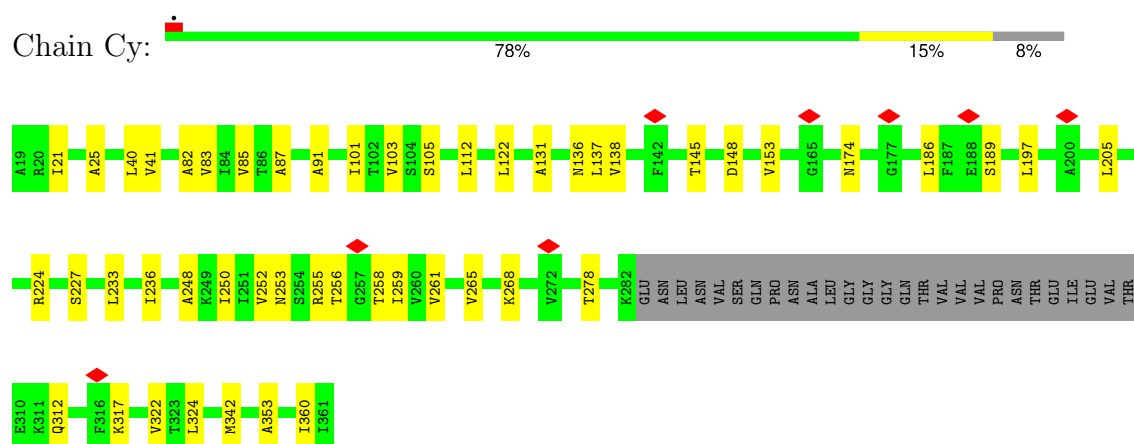 Chain Cy:
78% 15% 8%
A19 R20 I21 A25 L40 V41 A82 V83 I84 V85 T86 A87 A91 I101 T102 V103 S104 S105 L112 L122 A131 N136 L137 V138 F142 T145 D148 V153 G165 N174 G177 L186 F187 E188 S189 L197 A200 L205
R224 S227 L233 I236 A248 K249 I250 I251 V252 N253 S254 R255 T256 G257 T258 I259 V260 V261 V265 K268 V272 T278 K282 GLU ASN LEU ASN VAL SER GLN PRO ASN ALA LEU GLY GLY GLY GLN THR VAL VAL VAL PRO ASN THR GLU ILE GLU VAL THR
E310 K311 Q312 F316 K317 V322 T323 L324 M342 A353 I360 I361